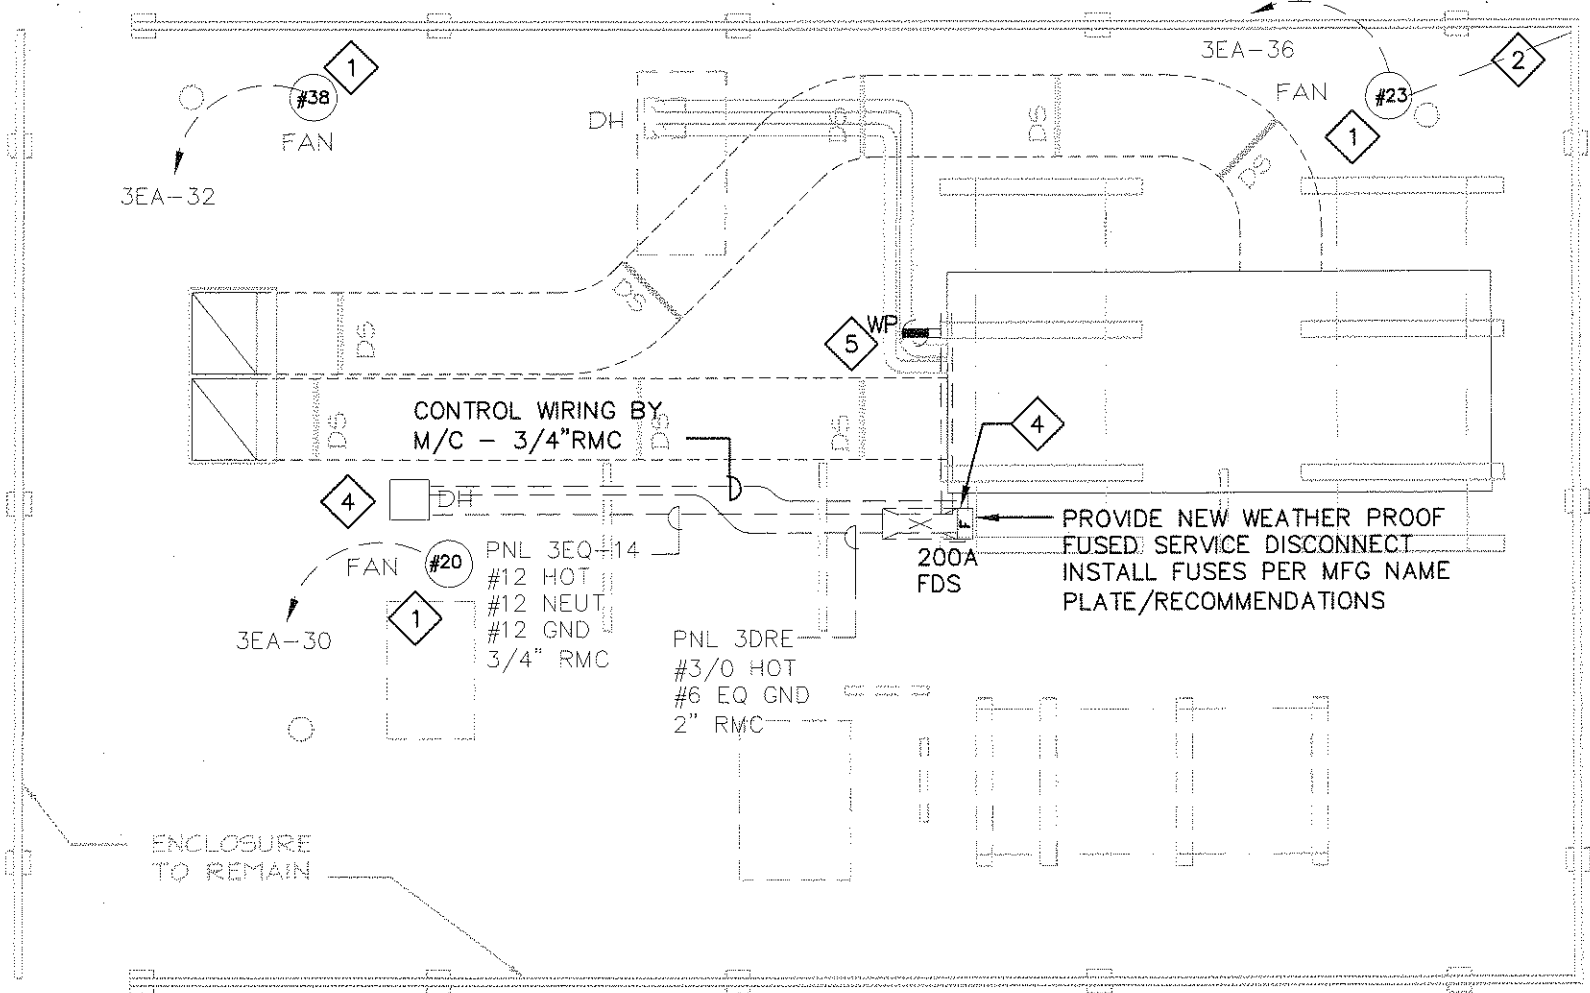 3EA-36
2
1
#38
FAN
3EA-32
FAN
#23
1
DH
DS
DS
DS
DS
DS
WP
5
CONTROL WIRING BY
M/C - 3/4"RMC
DS
DS
DS
4
4
DH
F
200A
FDS
PROVIDE NEW WEATHER PROOF
FUSED SERVICE DISCONNECT
INSTALL FUSES PER MFG NAME
PLATE/RECOMMENDATIONS
FAN
#20
1
3EA-30
PNL 3EQ-14
#12 HOT
#12 NEUT
#12 GND
3/4" RMC
PNL 3DRE
#3/0 HOT
#6 EQ GND
2" RMC
ENCLOSURE
TO REMAIN